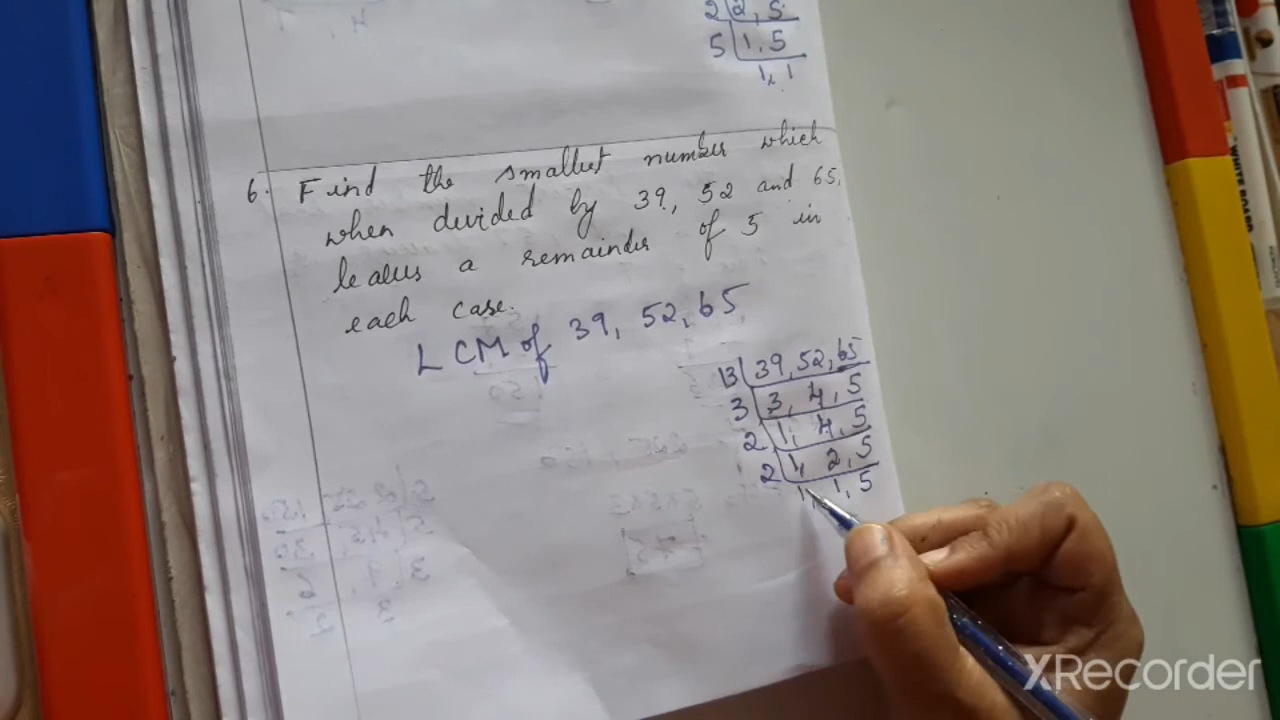 2 2, 5
5 1, 5
1, 1
6. Find the smallest number which
when divided by 39, 52 and 65,
leaves a remainder of 5 in
each case.
LCM of 39, 52, 65
13 39, 52, 65
3 3, 4, 5
2 1, 4, 5
2 1, 2, 5
1, 1, 5
WHITE BOARD
XRecorder